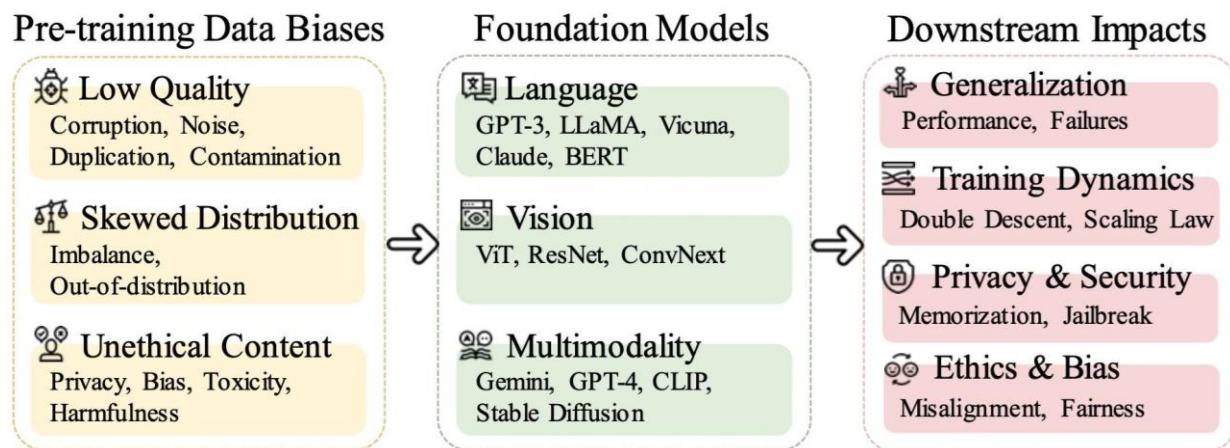 Pre-training Data Biases
Low Quality
Corruption, Noise,
Duplication, Contamination
Skewed Distribution
Imbalance,
Out-of-distribution
Unethical Content
Privacy, Bias, Toxicity,
Harmfulness
Foundation Models
Language
GPT-3, LLaMA, Vicuna,
Claude, BERT
Vision
ViT, ResNet, ConvNext
Multimodality
Gemini, GPT-4, CLIP,
Stable Diffusion
Downstream Impacts
Generalization
Performance, Failures
Training Dynamics
Double Descent, Scaling Law
Privacy & Security
Memorization, Jailbreak
Ethics & Bias
Misalignment, Fairness